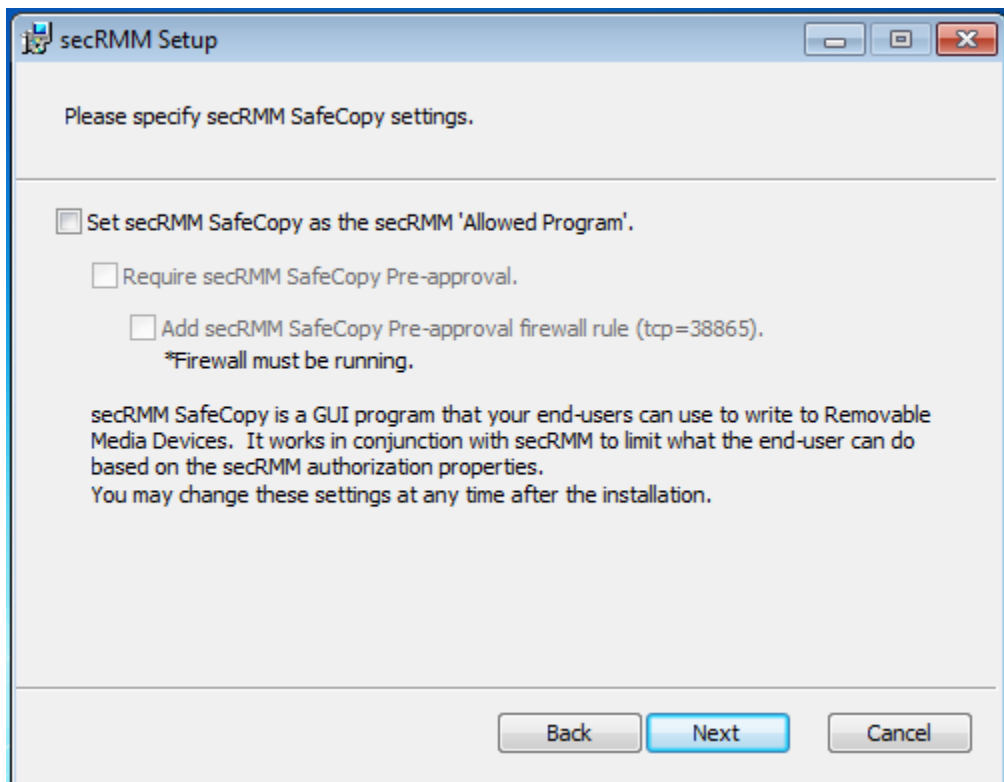 secRMM Setup
Please specify secRMM SafeCopy settings.
Set secRMM SafeCopy as the secRMM 'Allowed Program'.
Require secRMM SafeCopy Pre-approval.
Add secRMM SafeCopy Pre-approval firewall rule (tcp=38865).
*Firewall must be running.
secRMM SafeCopy is a GUI program that your end-users can use to write to Removable
Media Devices.  It works in conjunction with secRMM to limit what the end-user can do
based on the secRMM authorization properties.
You may change these settings at any time after the installation.
Back Next Cancel